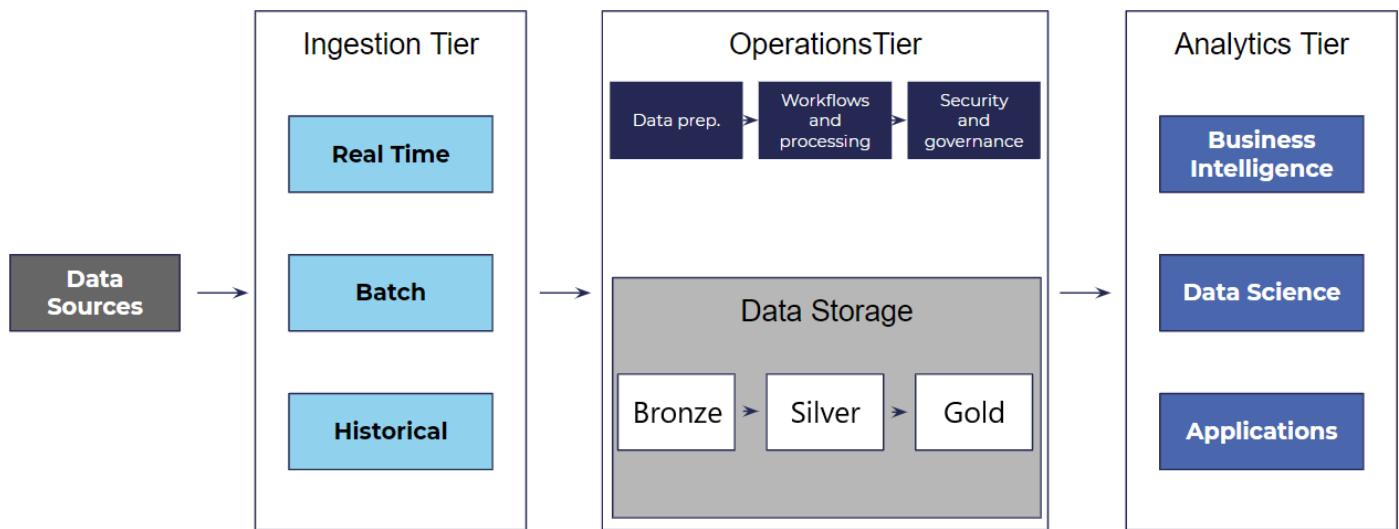 Ingestion Tier
OperationsTier
Analytics Tier
Data prep.
Workflows
and
processing
Security
and
governance
Real Time
Business
Intelligence
Data
Sources
Batch
Data Storage
Data Science
Bronze
Silver
Gold
Historical
Applications